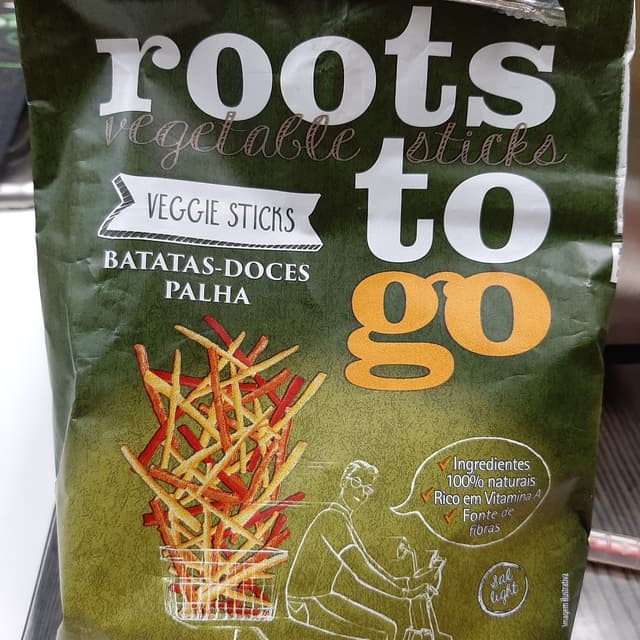 roots
vegetable sticks
to
go
VEGGIE STICKS
BATATAS-DOCES
PALHA
Ingredientes
100% naturais
Rico em Vitamina A
Fonte de
fibras
sal
light
Imagem Ilustrativa